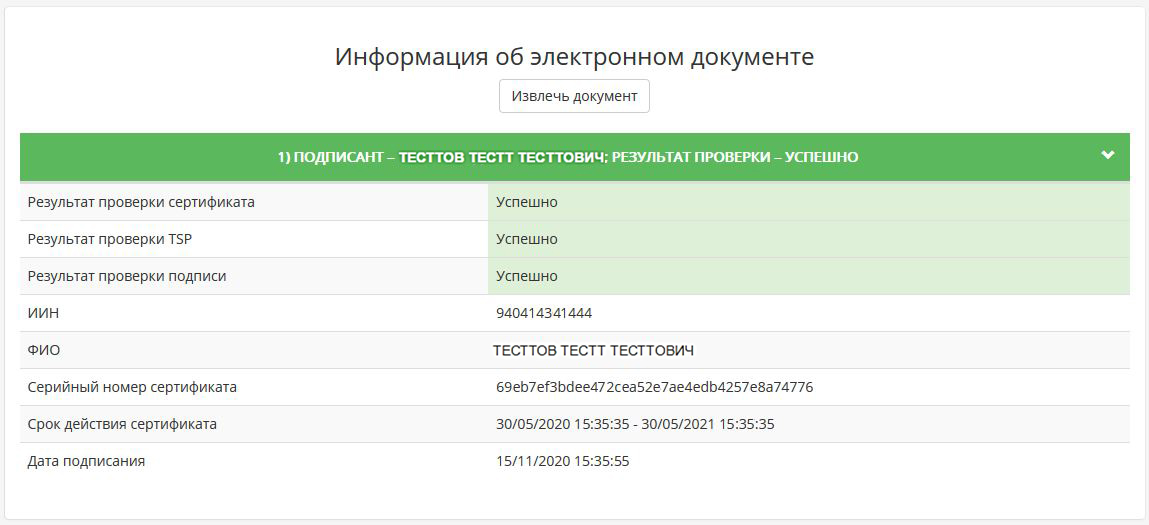 Информация об электронном документе
Извлечь документ
1) ПОДПИСАНТ – ТЕСТТОВ ТЕСТТ ТЕСТТОВИЧ; РЕЗУЛЬТАТ ПРОВЕРКИ – УСПЕШНО
Результат проверки сертификата Успешно
Результат проверки TSP Успешно
Результат проверки подписи Успешно
ИИН 940414341444
ФИО ТЕСТТОВ ТЕСТТ ТЕСТТОВИЧ
Серийный номер сертификата 69eb7ef3bdee472cea52e7ae4edb4257e8a74776
Срок действия сертификата 30/05/2020 15:35:35 - 30/05/2021 15:35:35
Дата подписания 15/11/2020 15:35:55